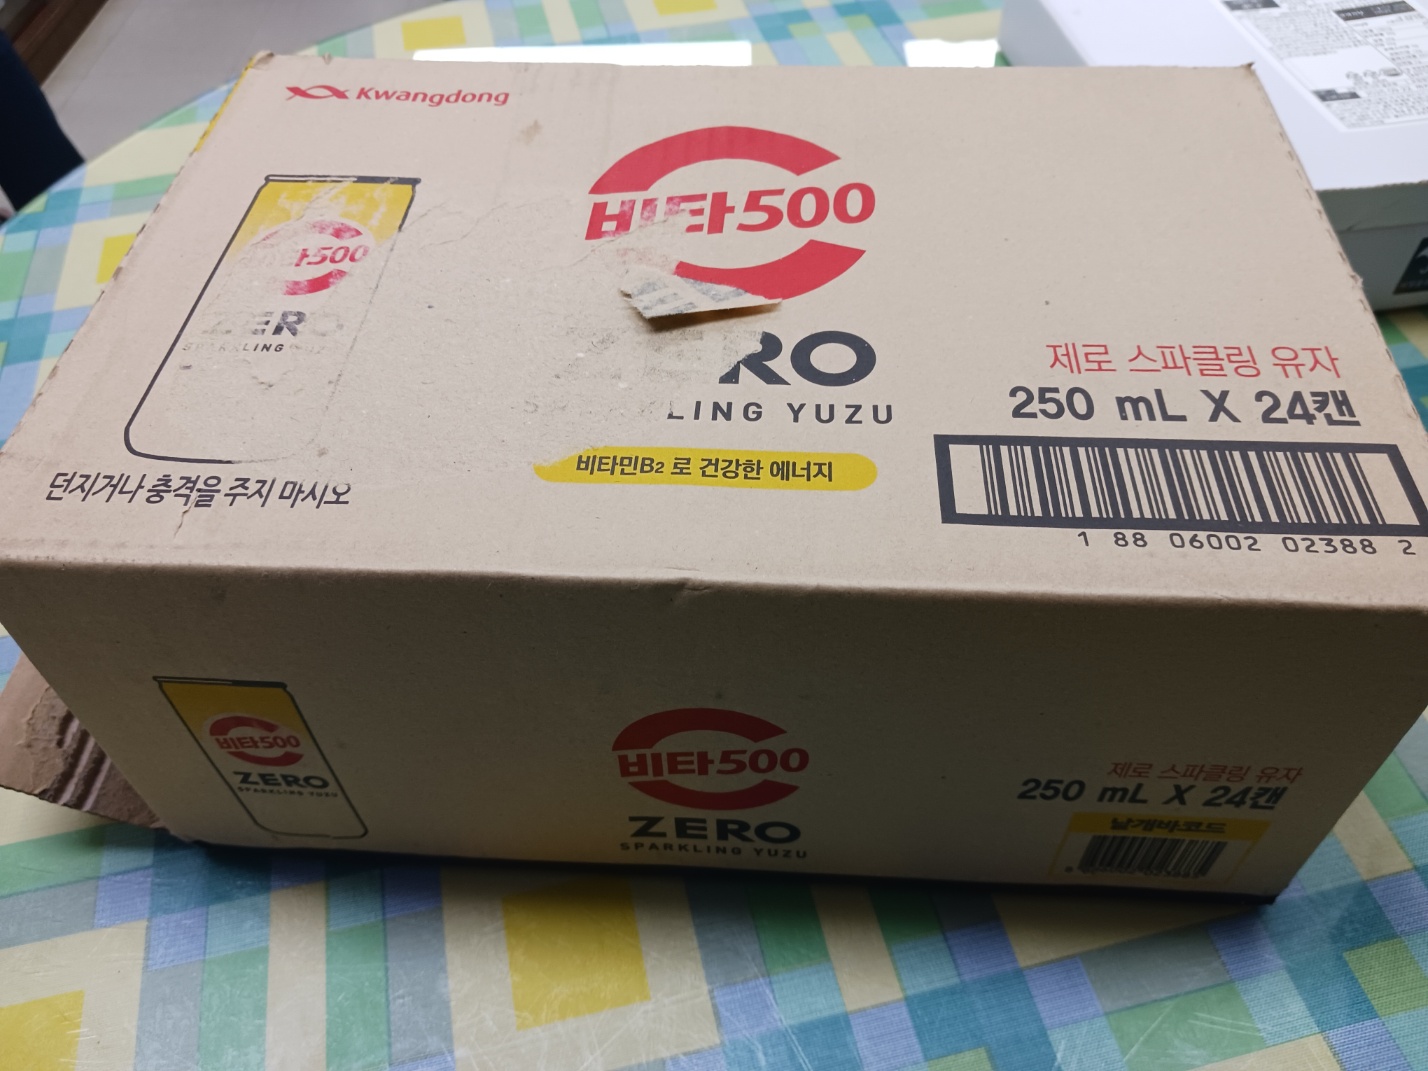 Kwangdong
비타500
ZERO
SPARKLING
비타500
RO
LING YUZU
비타민B2 로 건강한 에너지
제로 스파클링 유자
250 mL X 24캔
1 88 06002 02388 2
던지거나 충격을 주지 마시오
비타500
ZERO
SPARKLING YUZU
비타500
ZERO
SPARKLING YUZU
제로 스파클링 유자
250 mL X 24캔
낱개바코드